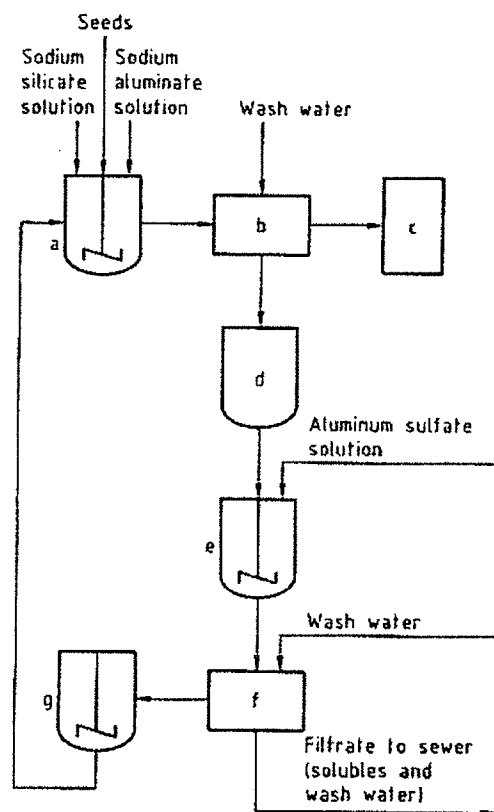 Seeds
Sodium
silicate
solution
Sodium
aluminate
solution
Wash water
a
b
c
d
Aluminum sulfate
solution
e
Wash water
f
g
Filtrate to sewer
(solubles and
wash water)